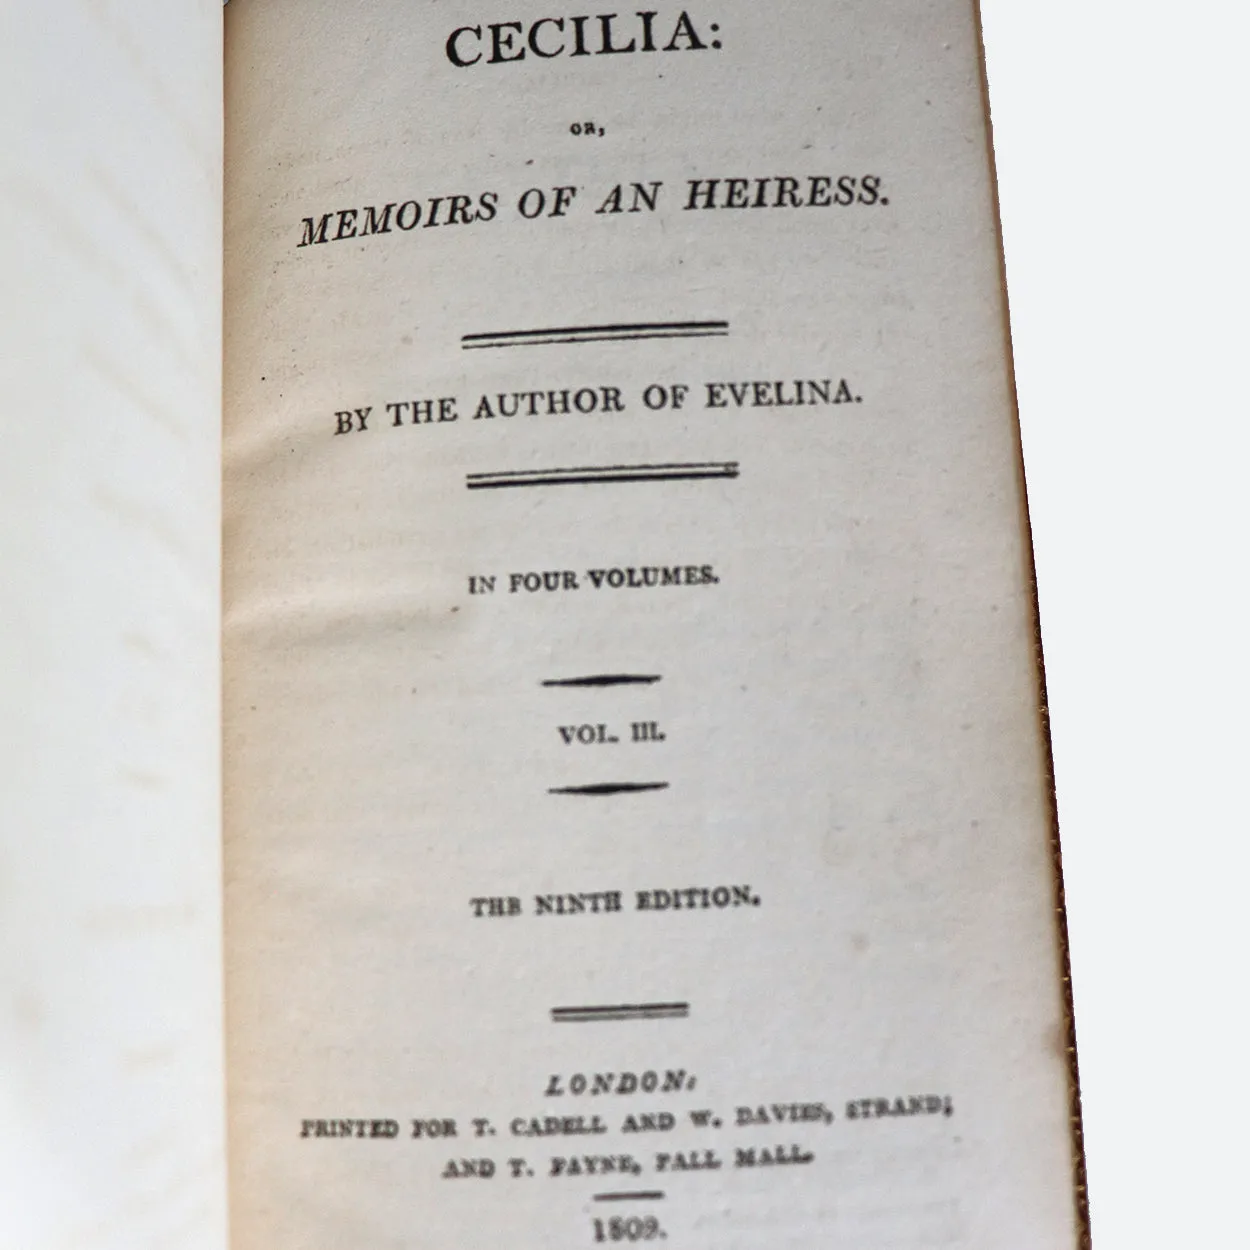 CECILIA:
OR,
MEMOIRS OF AN HEIRESS.
BY THE AUTHOR OF EVELINA.
IN FOUR VOLUMES.
VOL. III.
THE NINTH EDITION.
LONDON:
PRINTED FOR T. CADELL AND W. DAVIES, STRAND;
AND T. PAYNE, PALL MALL.
1809.